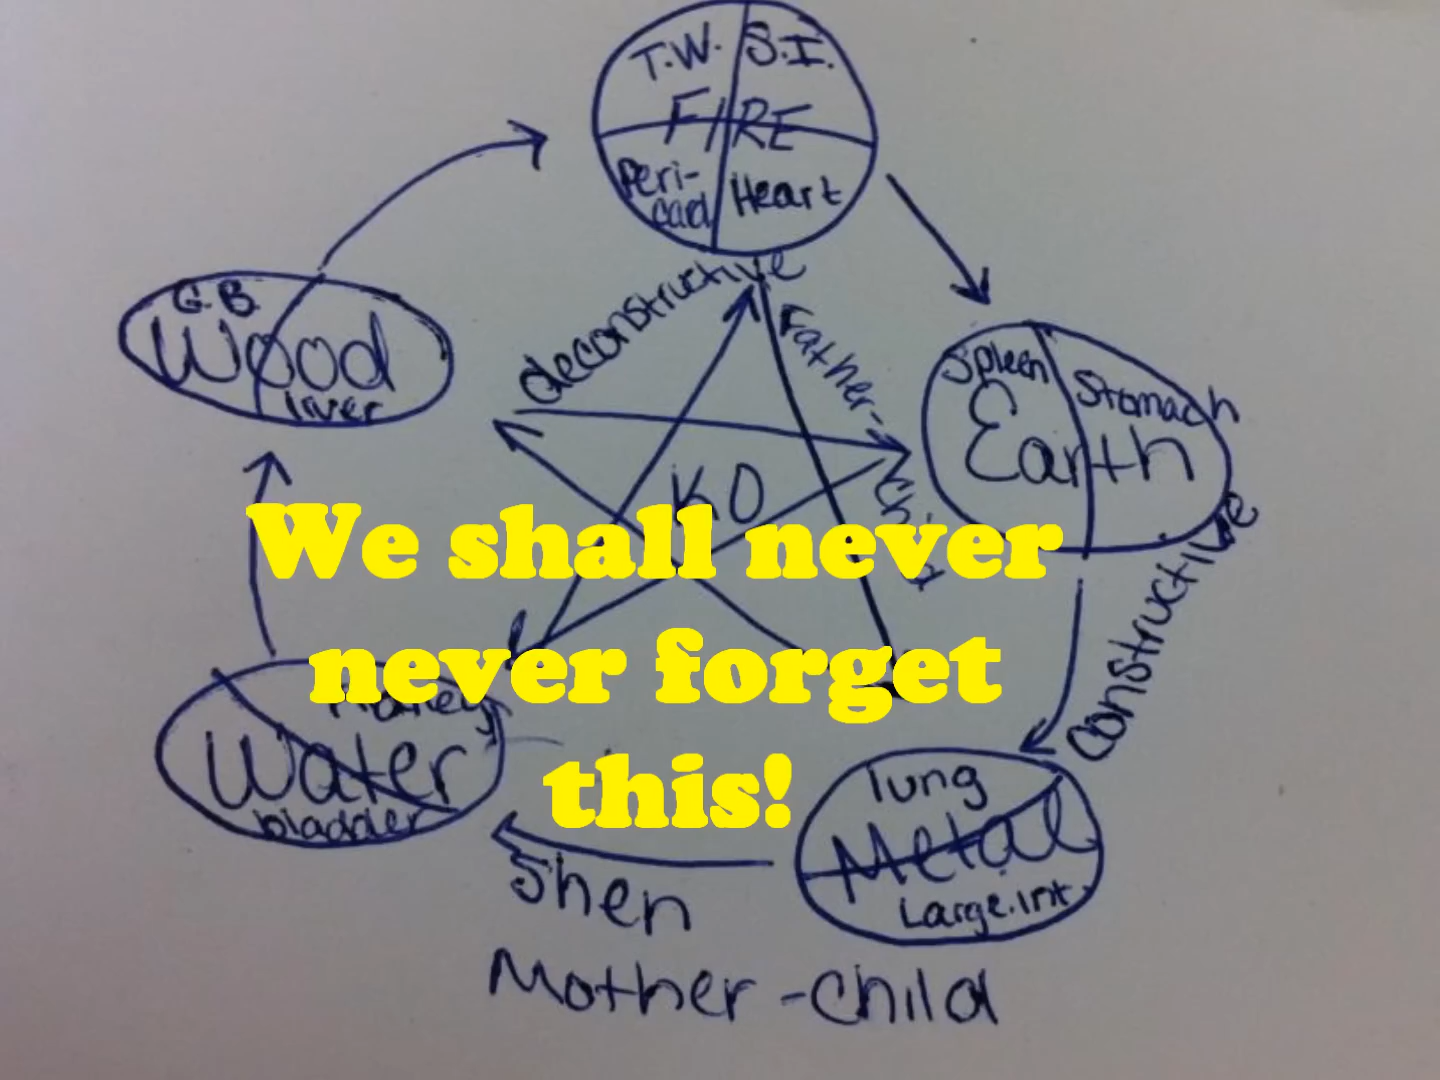 T.W. S.I.
FIRE
Peri-
card
Heart
deconstructive
Father-
G.B.
Wood
liver
Spleen
Stomach
Earth
KO
constructive
We shall never
never forget
this!
Water
bladder
lung
Metal
Large.Int.
Shen
Mother-child